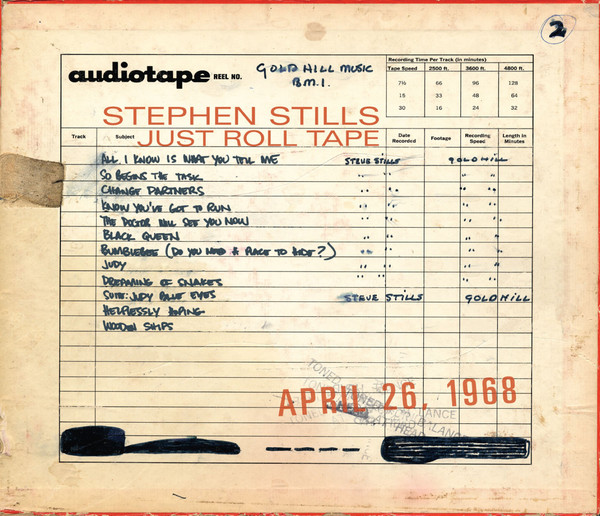 2
audiotape REEL NO.
GOLD HILL MUSIC
B.M.I.
Recording Time Per Track (in minutes)
Tape Speed 2500 ft. 3600 ft. 4800 ft.
7½ 66 96 128
15 33 48 64
30 16 24 32
STEPHEN STILLS
JUST ROLL TAPE
Track Subject Date Recorded Footage Recording Speed Length in Minutes
ALL I KNOW IS WHAT YOU TELL ME STEVE STILLS GOLD HILL
SO BEGINS THE TASK " " " "
CHANGE PARTNERS " " " "
KNOW YOU'VE GOT TO RUN " " " "
THE DOCTOR WILL SEE YOU NOW " " " "
BLACK QUEEN " " " "
BUMBLEBEE (DO YOU NEED A PLACE TO HIDE?) " " " "
JUDY " " " "
DREAMING OF SNAKES " " " "
SUITE: JUDY BLUE EYES STEVE STILLS GOLD HILL
HELPLESSLY HOPING
WOODEN SHIPS
APRIL 26, 1968